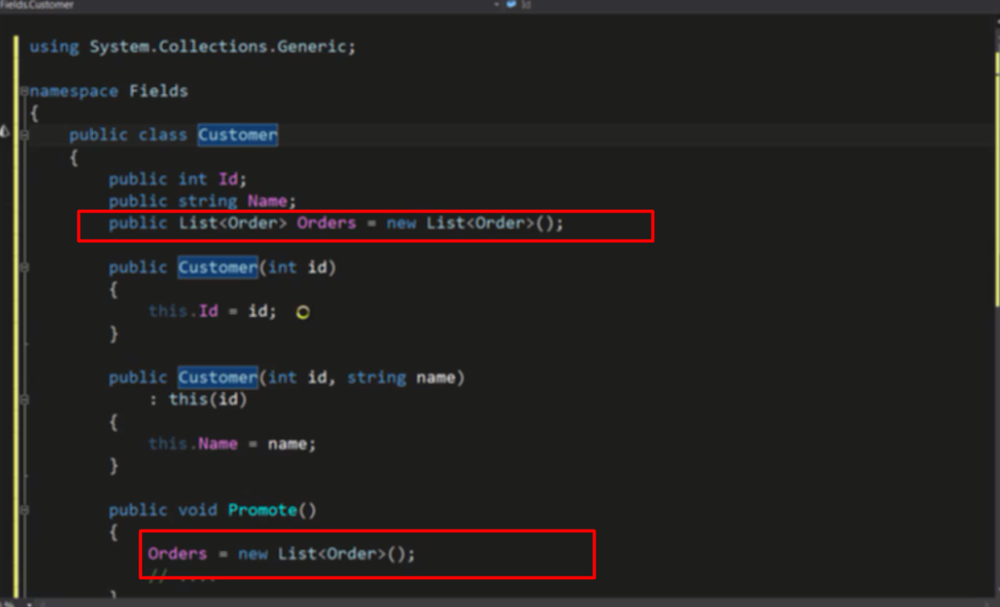 Fields.Customer
Id
using System.Collections.Generic;
namespace Fields
{
public class Customer
{
public int Id;
public string Name;
public List<Order> Orders = new List<Order>();
public Customer(int id)
{
this.Id = id;
}
public Customer(int id, string name)
: this(id)
{
this.Name = name;
}
public void Promote()
{
Orders = new List<Order>();
// ....
}